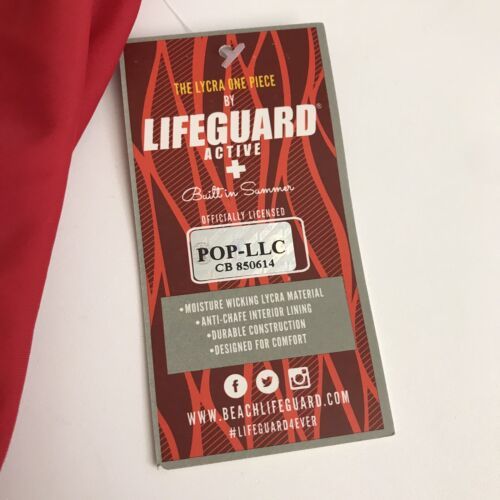 THE LYCRA ONE PIECE
BY
LIFEGUARD®
ACTIVE
Built in Summer
OFFICIALLY LICENSED
POP-LLC
CB 850614
•MOISTURE WICKING LYCRA MATERIAL
•ANTI-CHAFE INTERIOR LINING
•DURABLE CONSTRUCTION
•DESIGNED FOR COMFORT
WWW.BEACHLIFEGUARD.COM
#LIFEGUARD4EVER